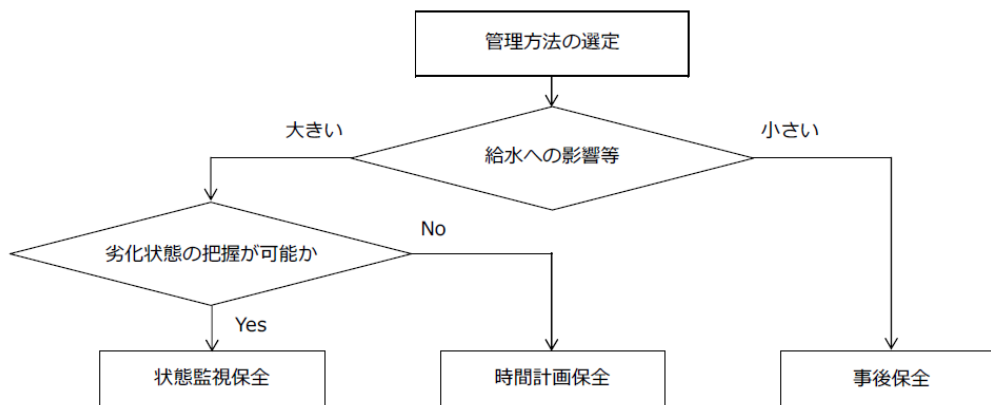 管理方法の選定
大きい
小さい
給水への影響等
No
劣化状態の把握が可能か
Yes
状態監視保全
時間計画保全
事後保全